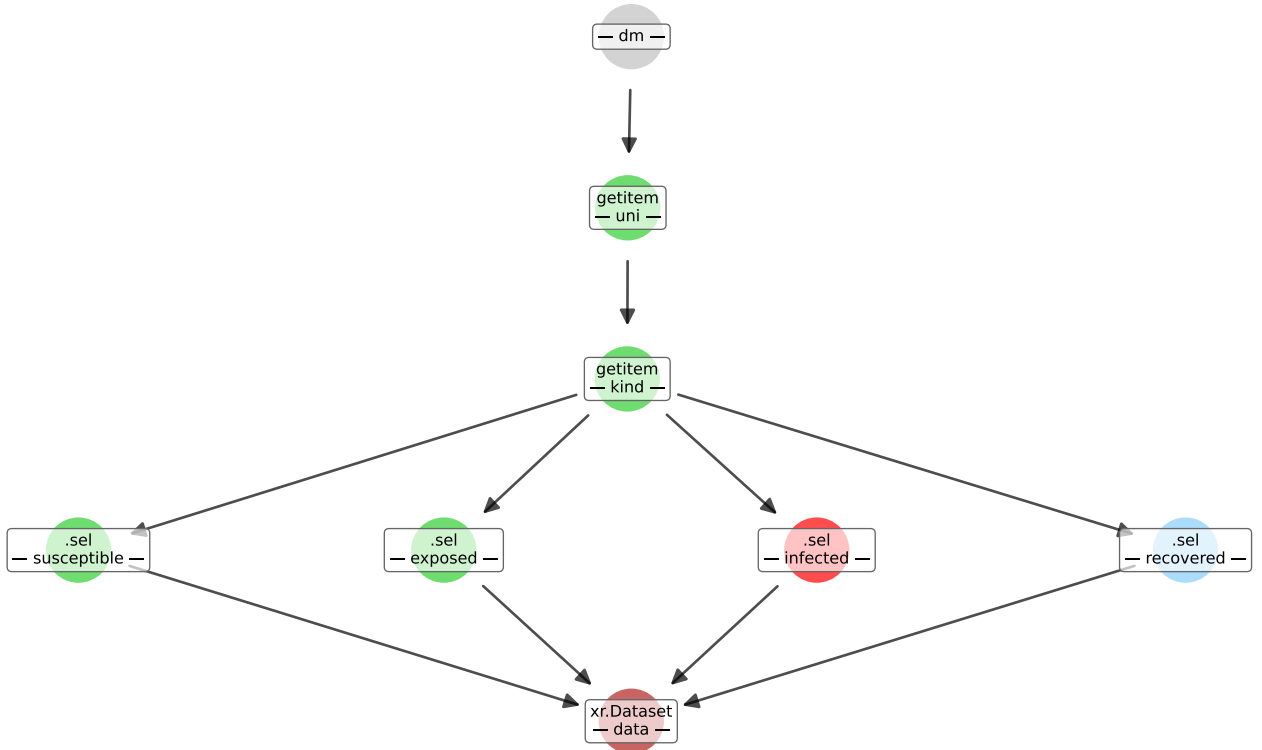 — dm —
getitem
— uni —
getitem
— kind —
.sel
— susceptible —
.sel
— exposed —
.sel
— infected —
.sel
— recovered —
xr.Dataset
— data —